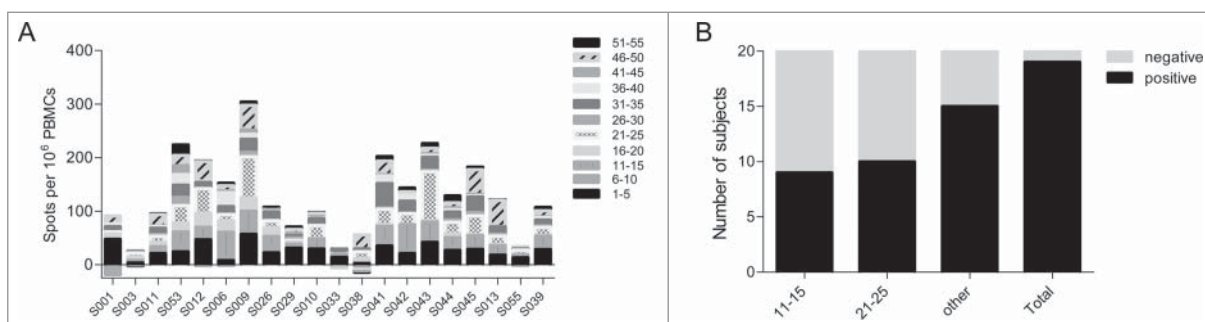 A
Spots per 10⁶ PBMCs
400
300
200
100
0
S001
S003
S011
S053
S012
S006
S009
S026
S029
S010
S033
S038
S041
S042
S043
S044
S045
S013
S055
S039
51-55
46-50
41-45
36-40
31-35
26-30
21-25
16-20
11-15
6-10
1-5
B
Number of subjects
20
15
10
5
0
11-15
21-25
other
Total
negative
positive